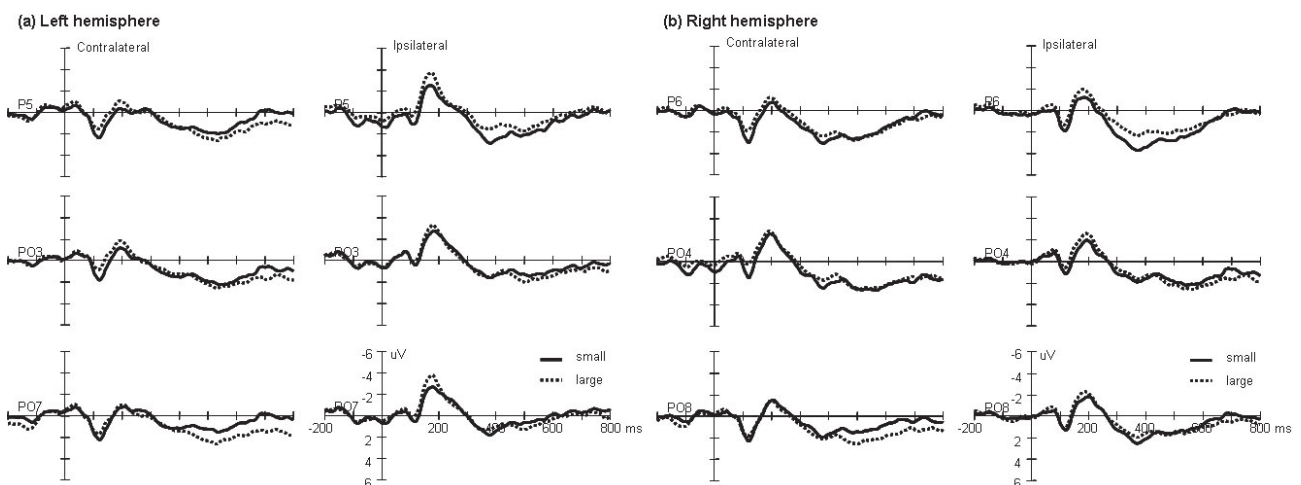 (a) Left hemisphere
(b) Right hemisphere
Contralateral
Ipsilateral
Contralateral
Ipsilateral
P5
P5
P6
P6
PO3
PO3
PO4
PO4
-6 uV
-4
-2
2
4
6
small
large
-6 uV
-4
-2
2
4
6
small
large
PO7
PO7
PO8
PO8
-200 200 400 600 800 ms
-200 200 400 600 800 ms